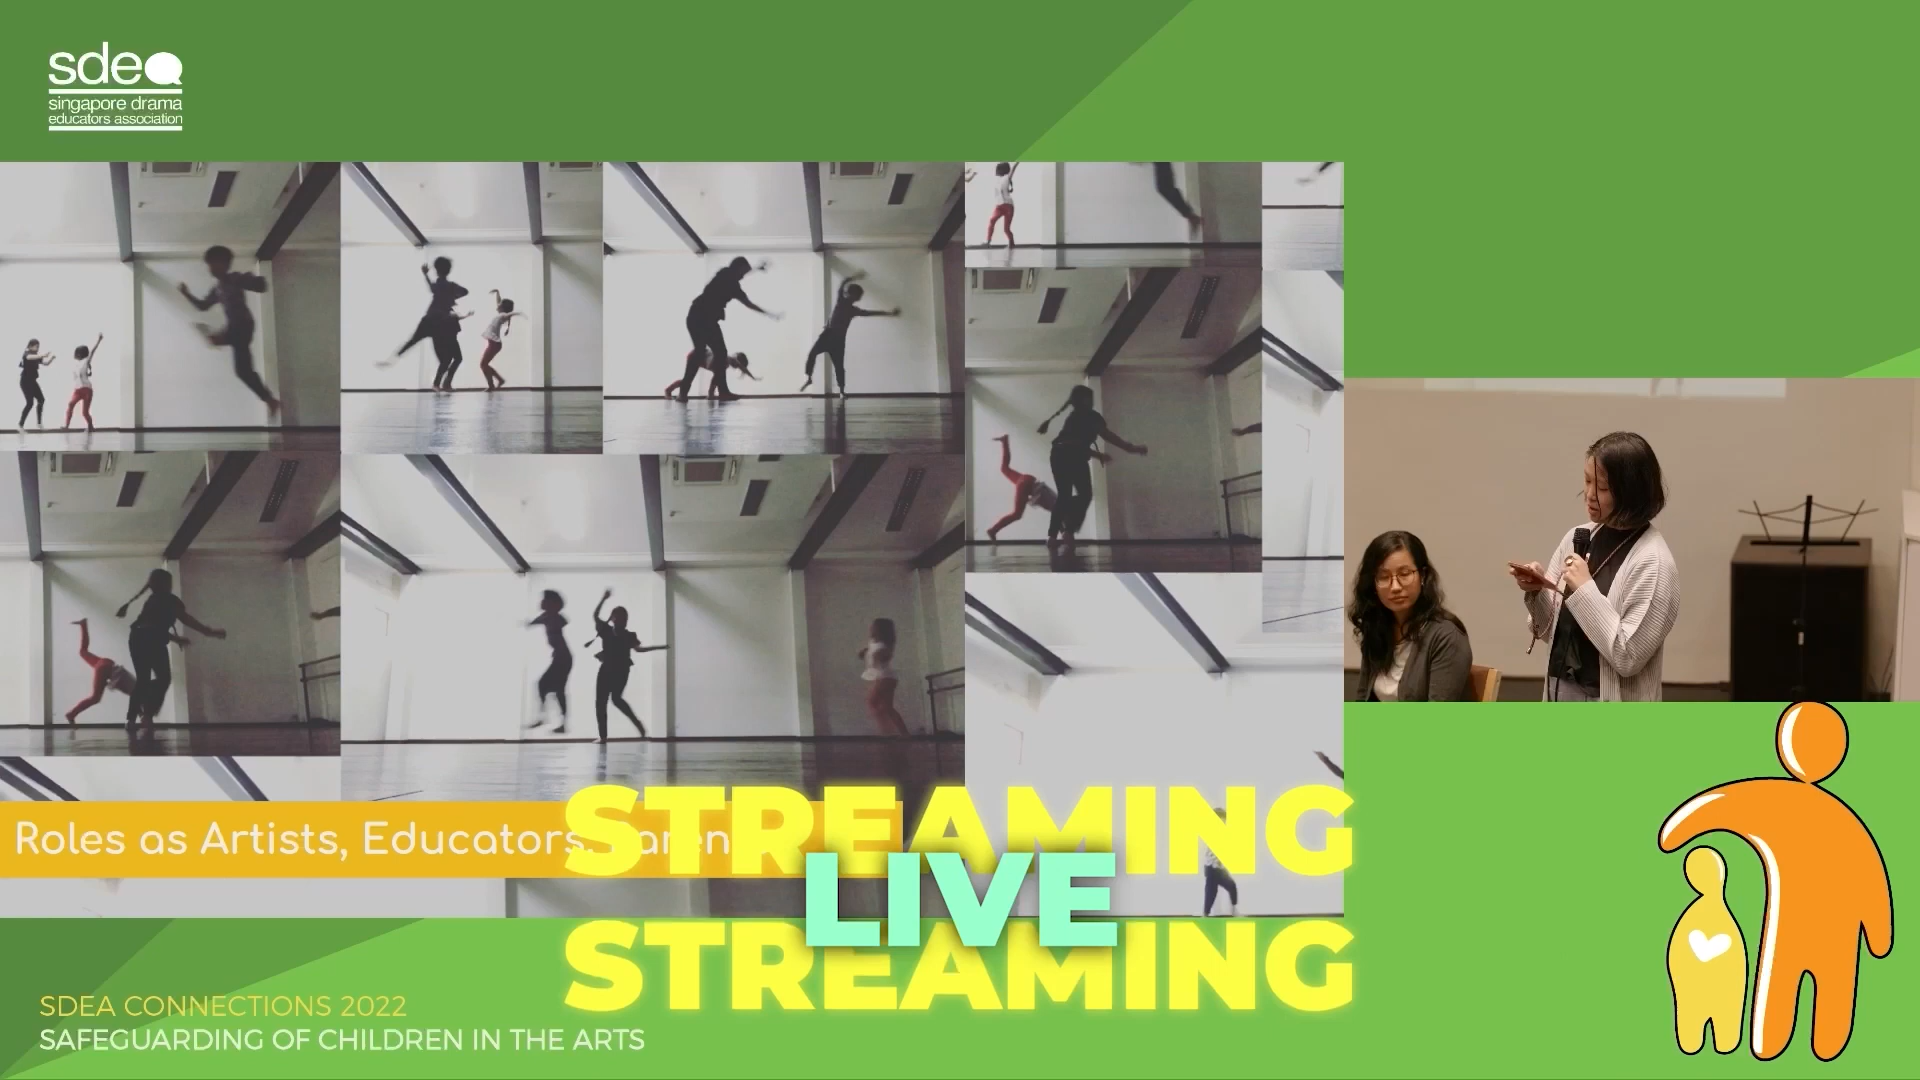 sdea
singapore drama
educators association
Roles as Artists, Educators,
STREAMING
LIVE
STREAMING
SDEA CONNECTIONS 2022
SAFEGUARDING OF CHILDREN IN THE ARTS